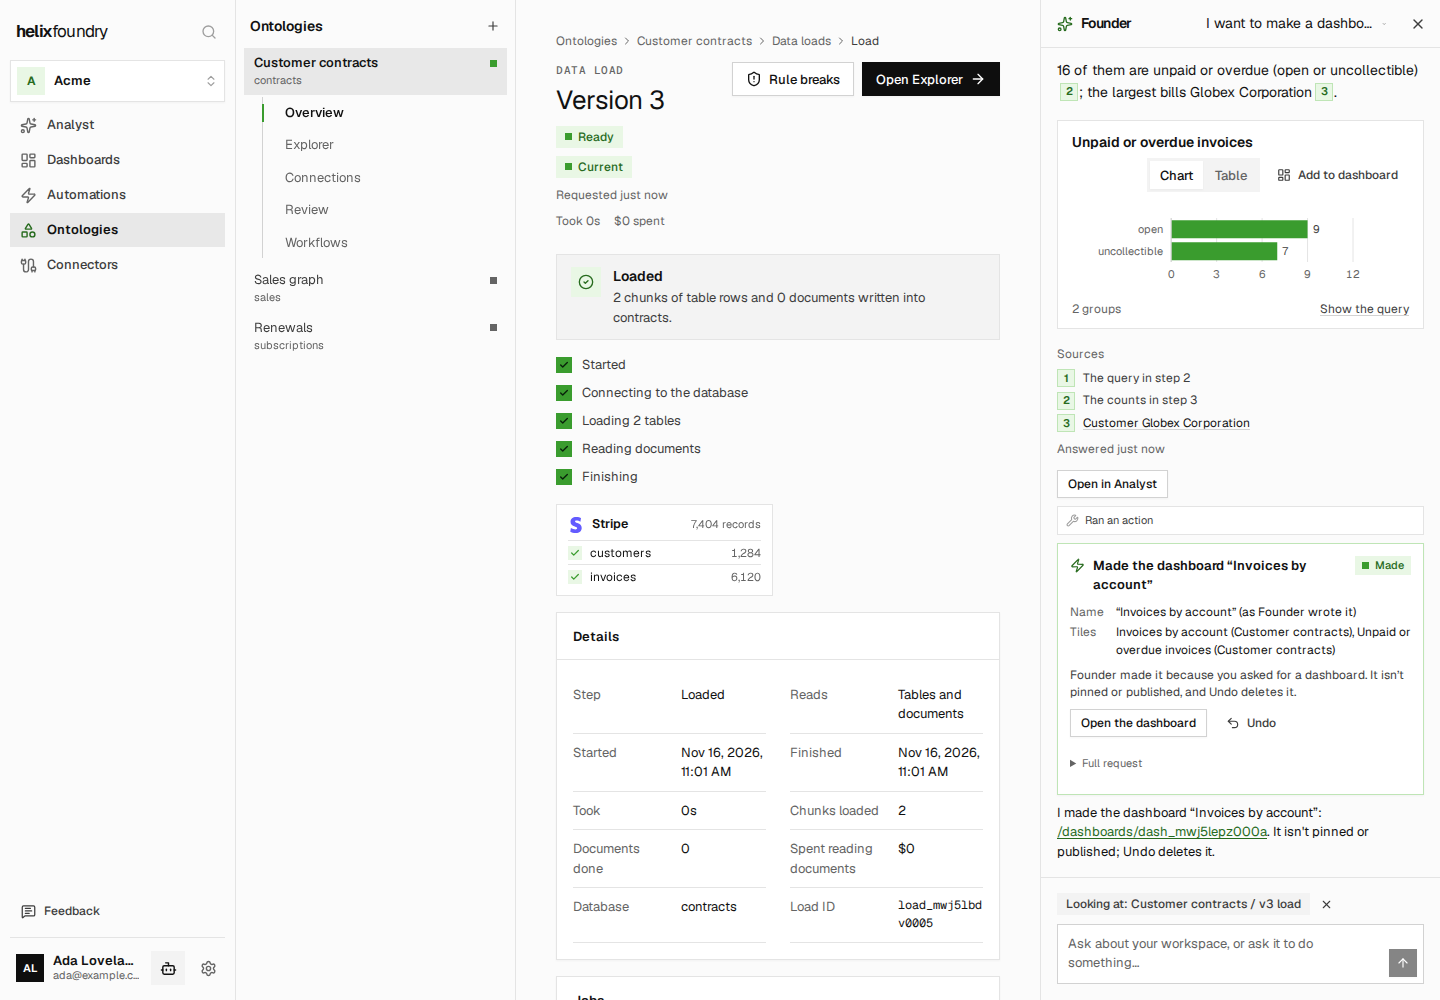 helixfoundry
A Acme
Analyst
Dashboards
Automations
Ontologies
Connectors
Feedback
AL
Ada Lovela...
ada@example.c...
Ontologies
Customer contracts
contracts
Overview
Explorer
Connections
Review
Workflows
Sales graph
sales
Renewals
subscriptions
Ontologies > Customer contracts > Data loads > Load
DATA LOAD
Version 3
Rule breaks
Open Explorer
Ready
Current
Requested just now
Took 0s $0 spent
Loaded
2 chunks of table rows and 0 documents written into
contracts.
Started
Connecting to the database
Loading 2 tables
Reading documents
Finishing
Stripe 7,404 records
customers 1,284
invoices 6,120
Details
Step Loaded
Reads Tables and
documents
Started Nov 16, 2026,
11:01 AM
Finished Nov 16, 2026,
11:01 AM
Took 0s
Chunks loaded 2
Documents
done 0
Spent reading
documents $0
Database contracts
Load ID load_mwj5lbd
v0005
Jobs
Founder
I want to make a dashbo...
16 of them are unpaid or overdue (open or uncollectible)
2 ; the largest bills Globex Corporation 3 .
Unpaid or overdue invoices
Chart Table Add to dashboard
open 9
uncollectible 7
0 3 6 9 12
2 groups Show the query
Sources
1 The query in step 2
2 The counts in step 3
3 Customer Globex Corporation
Answered just now
Open in Analyst
Ran an action
Made the dashboard “Invoices by
account”
Made
Name “Invoices by account” (as Founder wrote it)
Tiles Invoices by account (Customer contracts), Unpaid or
overdue invoices (Customer contracts)
Founder made it because you asked for a dashboard. It isn’t
pinned or published, and Undo deletes it.
Open the dashboard Undo
Full request
I made the dashboard “Invoices by account”:
/dashboards/dash_mwj5lepz000a. It isn’t pinned or
published; Undo deletes it.
Looking at: Customer contracts / v3 load
Ask about your workspace, or ask it to do
something...